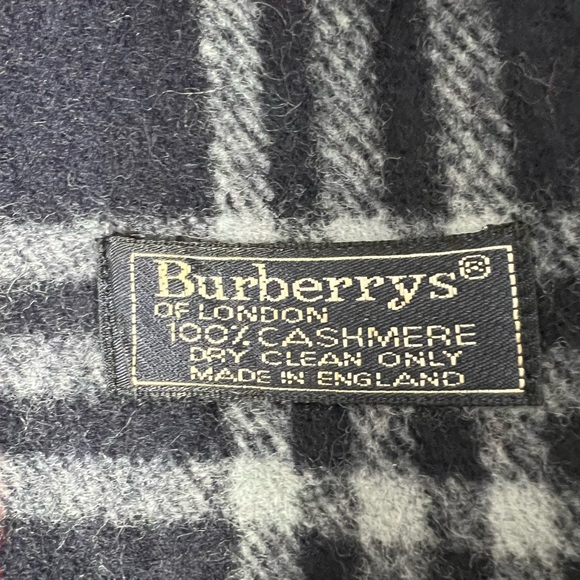 Burberrys®
OF LONDON
100% CASHMERE
DRY CLEAN ONLY
MADE IN ENGLAND